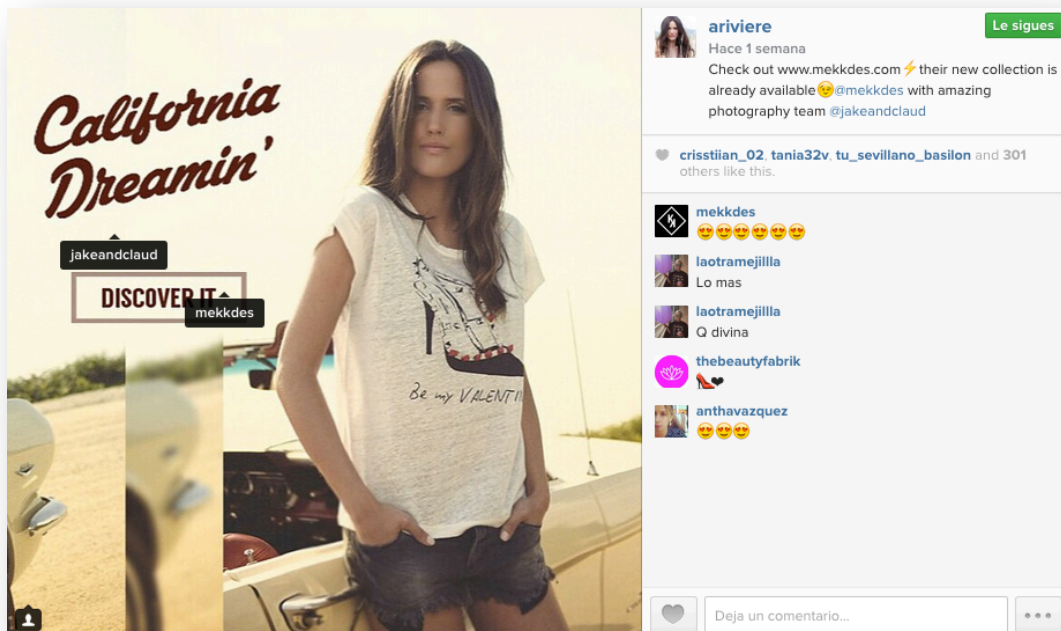 California
Dreamin'
jakeandclaud
DISCOVER IT
mekkdes
Be my VALENTI
ariviere
Le sigues
Hace 1 semana
Check out www.mekkdes.com⚡their new collection is
already available😉@mekkdes with amazing
photography team @jakeandclaud
crisstiian_02, tania32v, tu_sevillano_basilon and 301
others like this.
mekkdes
😍😍😍😍😍😍
laotramejillla
Lo mas
laotramejillla
Q divina
thebeautyfabrik
👠❤
anthavazquez
😍😍😍
Deja un comentario...